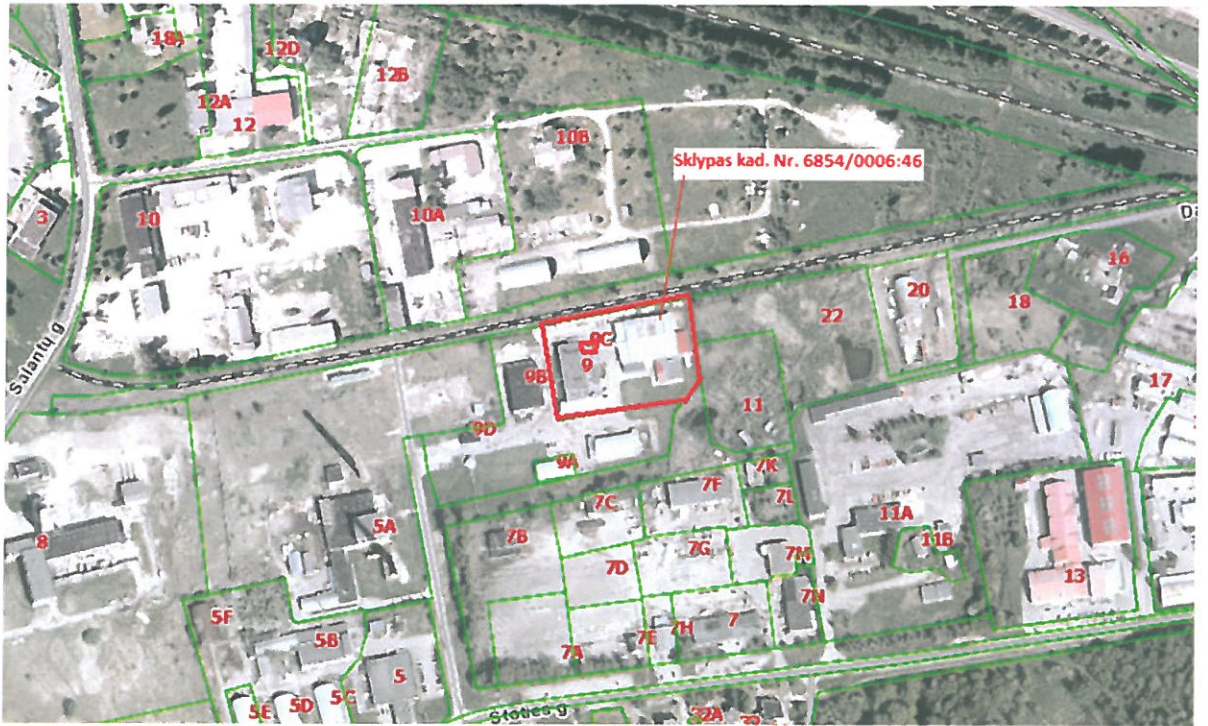 18A
12D
12B
12A
12
10B
Sklypas kad. Nr. 6854/0006:46
3
10
10A
16
20
18
22
Salantų g
9C
9
9B
17
11
9D
9A
7K
7F
7L
7C
11A
5A
7B
11B
8
7G
7M
7D
13
7N
5F
7E
7H
7
5B
7A
5
5E
5D
5C
Stoties g
32A